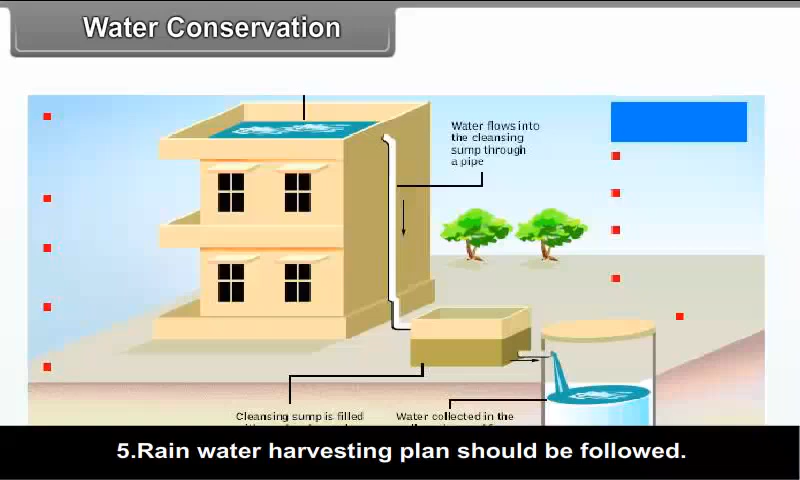 Water Conservation
Water flows into
the cleansing
sump through
a pipe
Cleansing sump is filled
Water collected in the
5.Rain water harvesting plan should be followed.